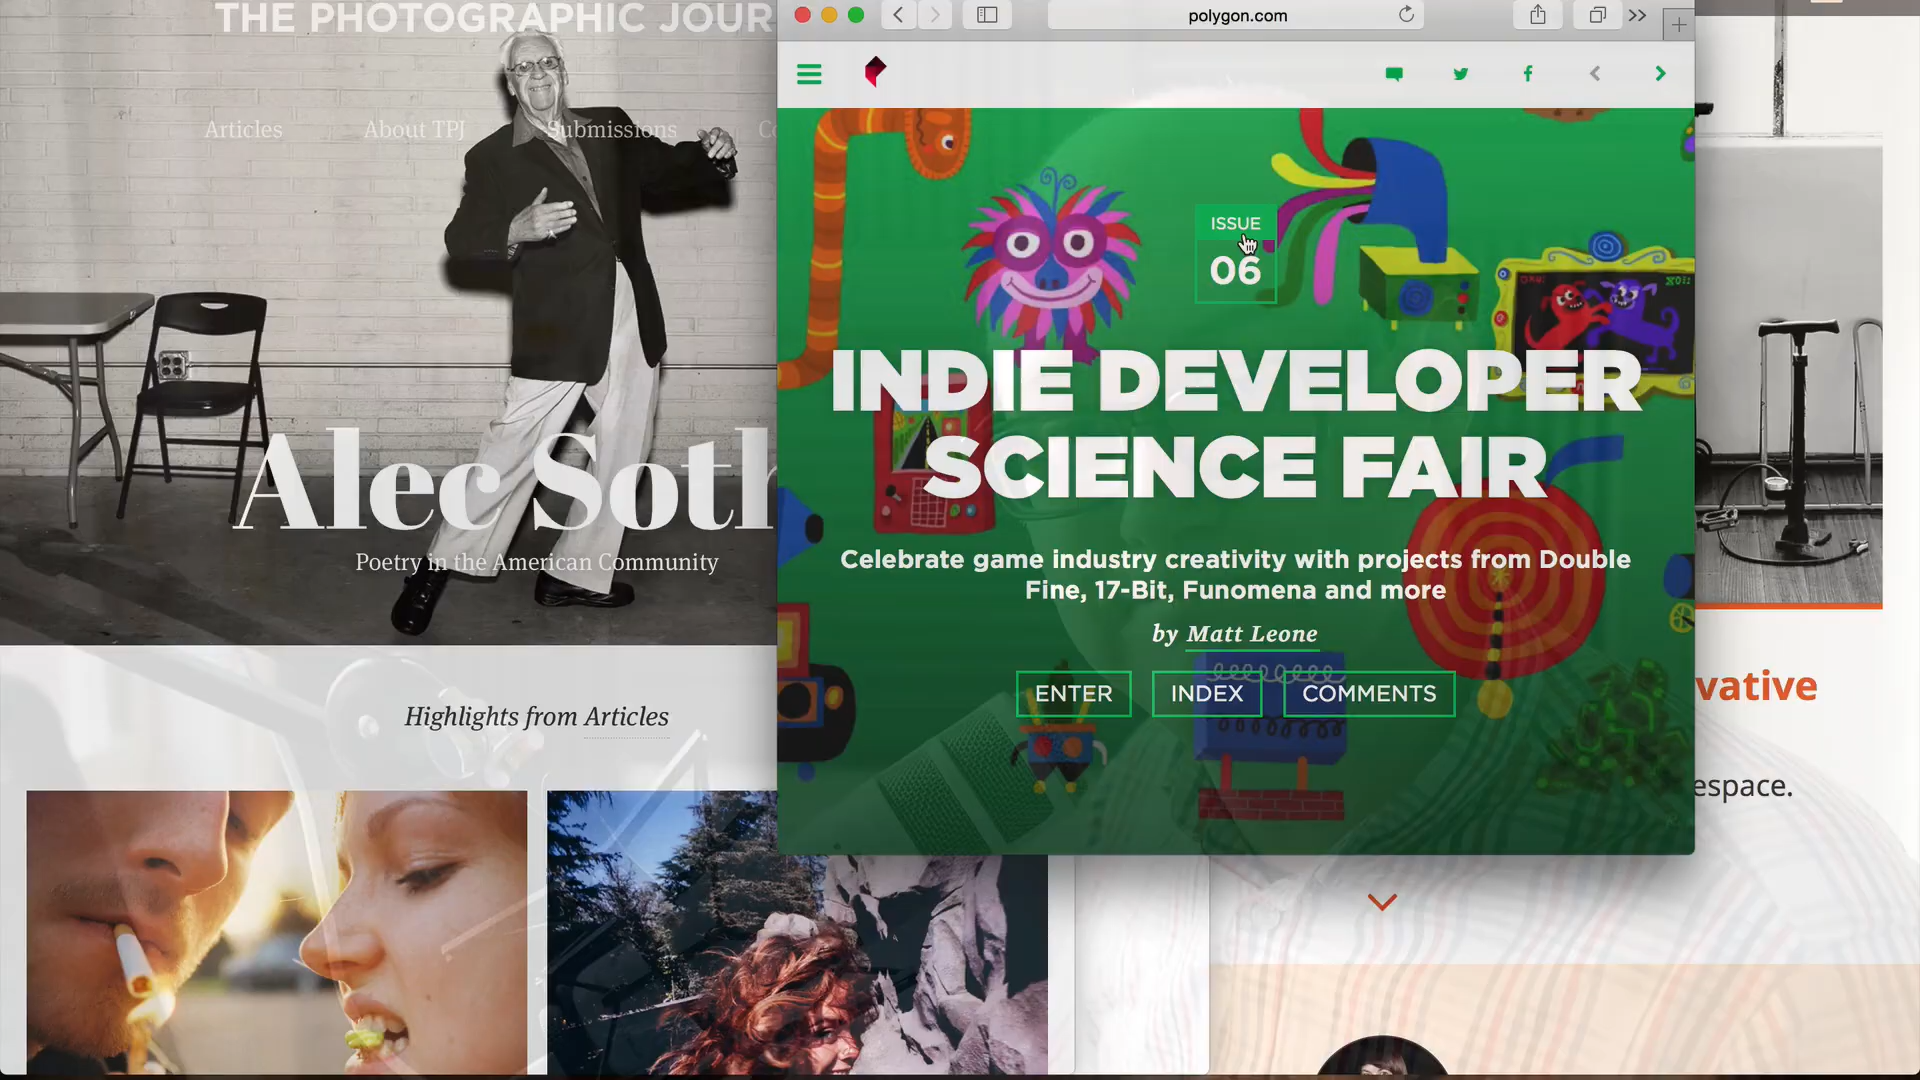 THE PHOTOGRAPHIC JOUR
Articles
About TPJ
Submissions
Alec Soth
Poetry in the American Community
Highlights from Articles
polygon.com
ISSUE
06
INDIE DEVELOPER
SCIENCE FAIR
Celebrate game industry creativity with projects from Double
Fine, 17-Bit, Funomena and more
by Matt Leone
ENTER
INDEX
COMMENTS
vative
espace.